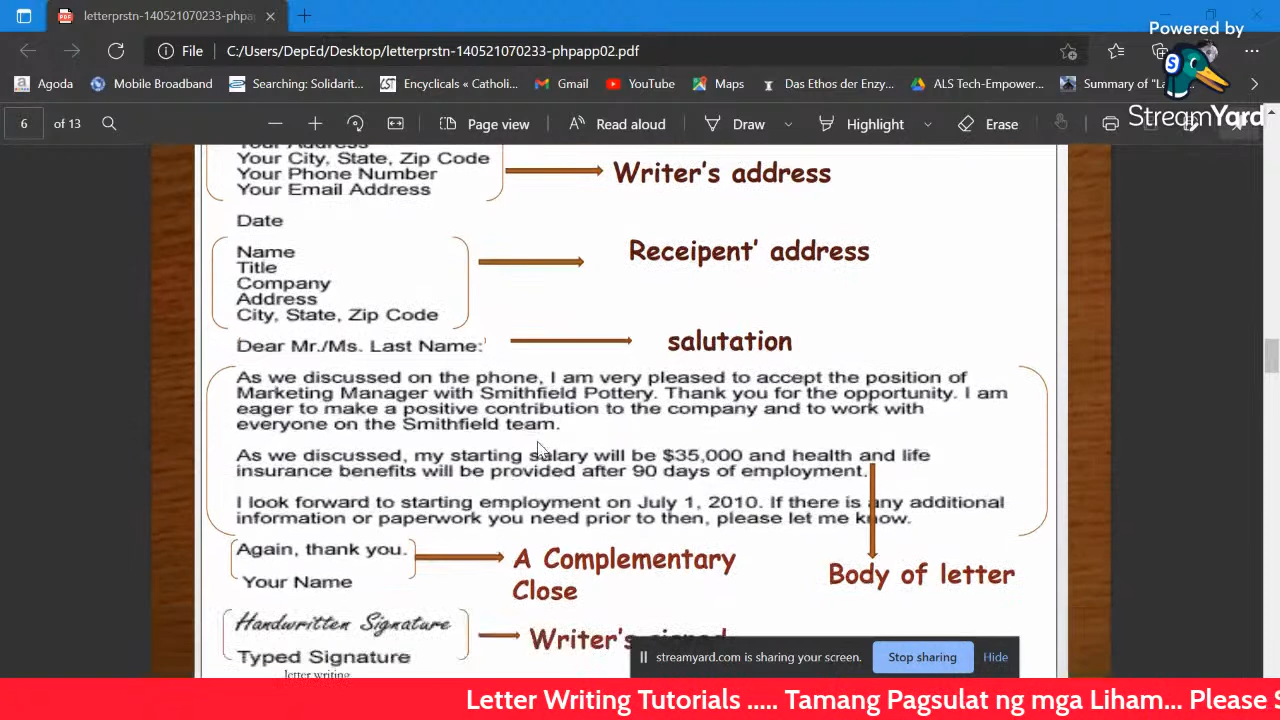 letterprstn-140521070233-php
Powered by
File C:/Users/DepEd/Desktop/letterprstn-140521070233-phpapp02.pdf
Agoda Mobile Broadband Searching: Solidarit... Encyclicals « Catholi... Gmail YouTube Maps Das Ethos der Enzy... ALS Tech-Empower... Summary of "La
StreamYard
6 of 13 Page view Read aloud Draw Highlight Erase
Your Address
Your City, State, Zip Code
Your Phone Number
Your Email Address
Writer's address
Date
Name
Title
Company
Address
City, State, Zip Code
Receipent' address
Dear Mr./Ms. Last Name:
salutation
As we discussed on the phone, I am very pleased to accept the position of
Marketing Manager with Smithfield Pottery. Thank you for the opportunity. I am
eager to make a positive contribution to the company and to work with
everyone on the Smithfield team.
As we discussed, my starting salary will be $35,000 and health and life
insurance benefits will be provided after 90 days of employment.
I look forward to starting employment on July 1, 2010. If there is any additional
information or paperwork you need prior to then, please let me know.
Again, thank you.
Your Name
A Complementary
Close
Body of letter
Handwritten Signature
Typed Signature
Writer's signed
letter writing
streamyard.com is sharing your screen. Stop sharing Hide
Letter Writing Tutorials ..... Tamang Pagsulat ng mga Liham... Please S